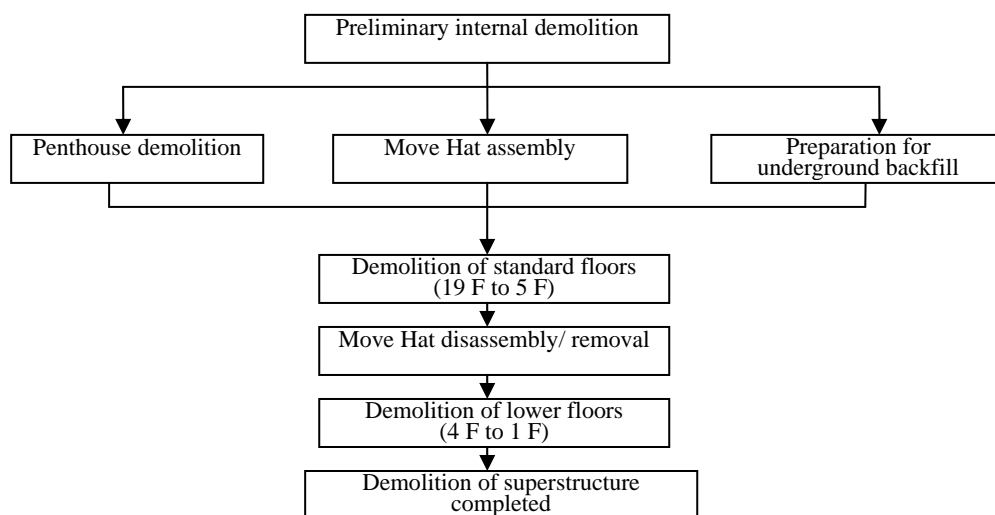 Preliminary internal demolition
Penthouse demolition
Move Hat assembly
Preparation for
underground backfill
Demolition of standard floors
(19 F to 5 F)
Move Hat disassembly/ removal
Demolition of lower floors
(4 F to 1 F)
Demolition of superstructure
completed